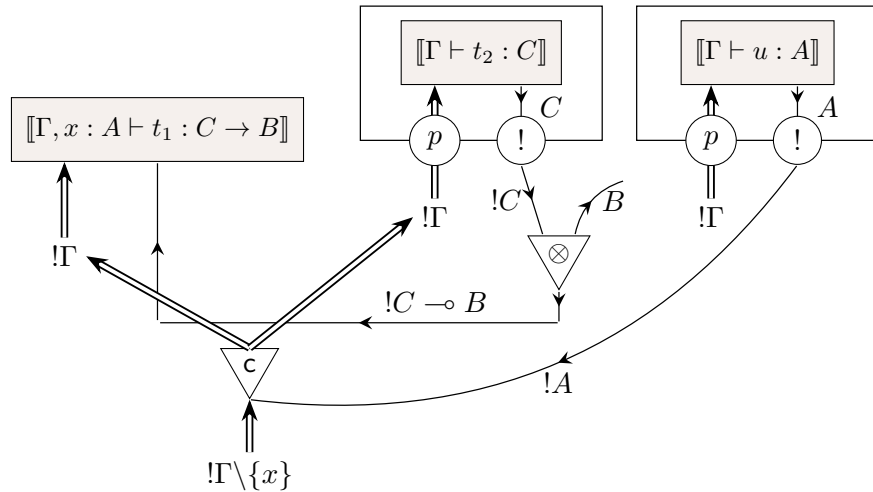 ⟦Γ ⊢ t₂ : C⟧
⟦Γ ⊢ u : A⟧
⟦Γ, x : A ⊢ t₁ : C → B⟧
C
A
p
!
p
!
!C
B
!Γ
!Γ
!Γ
⊗
!C ⊸ B
c
!A
!Γ\{x}